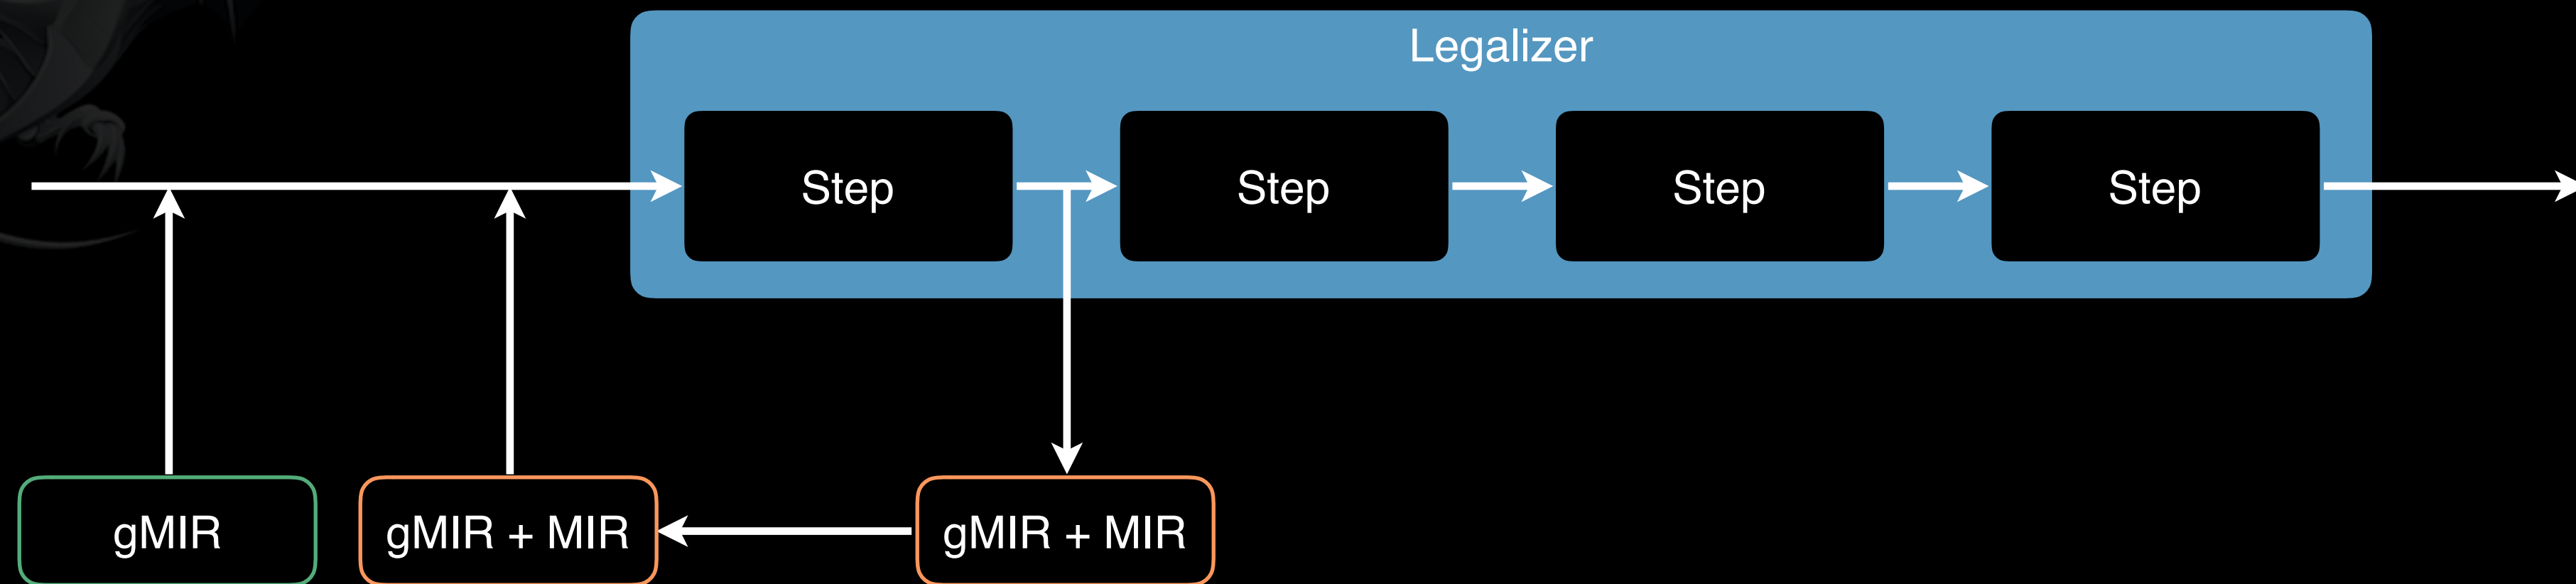 Legalizer
Step
Step
Step
Step
gMIR
gMIR + MIR
gMIR + MIR